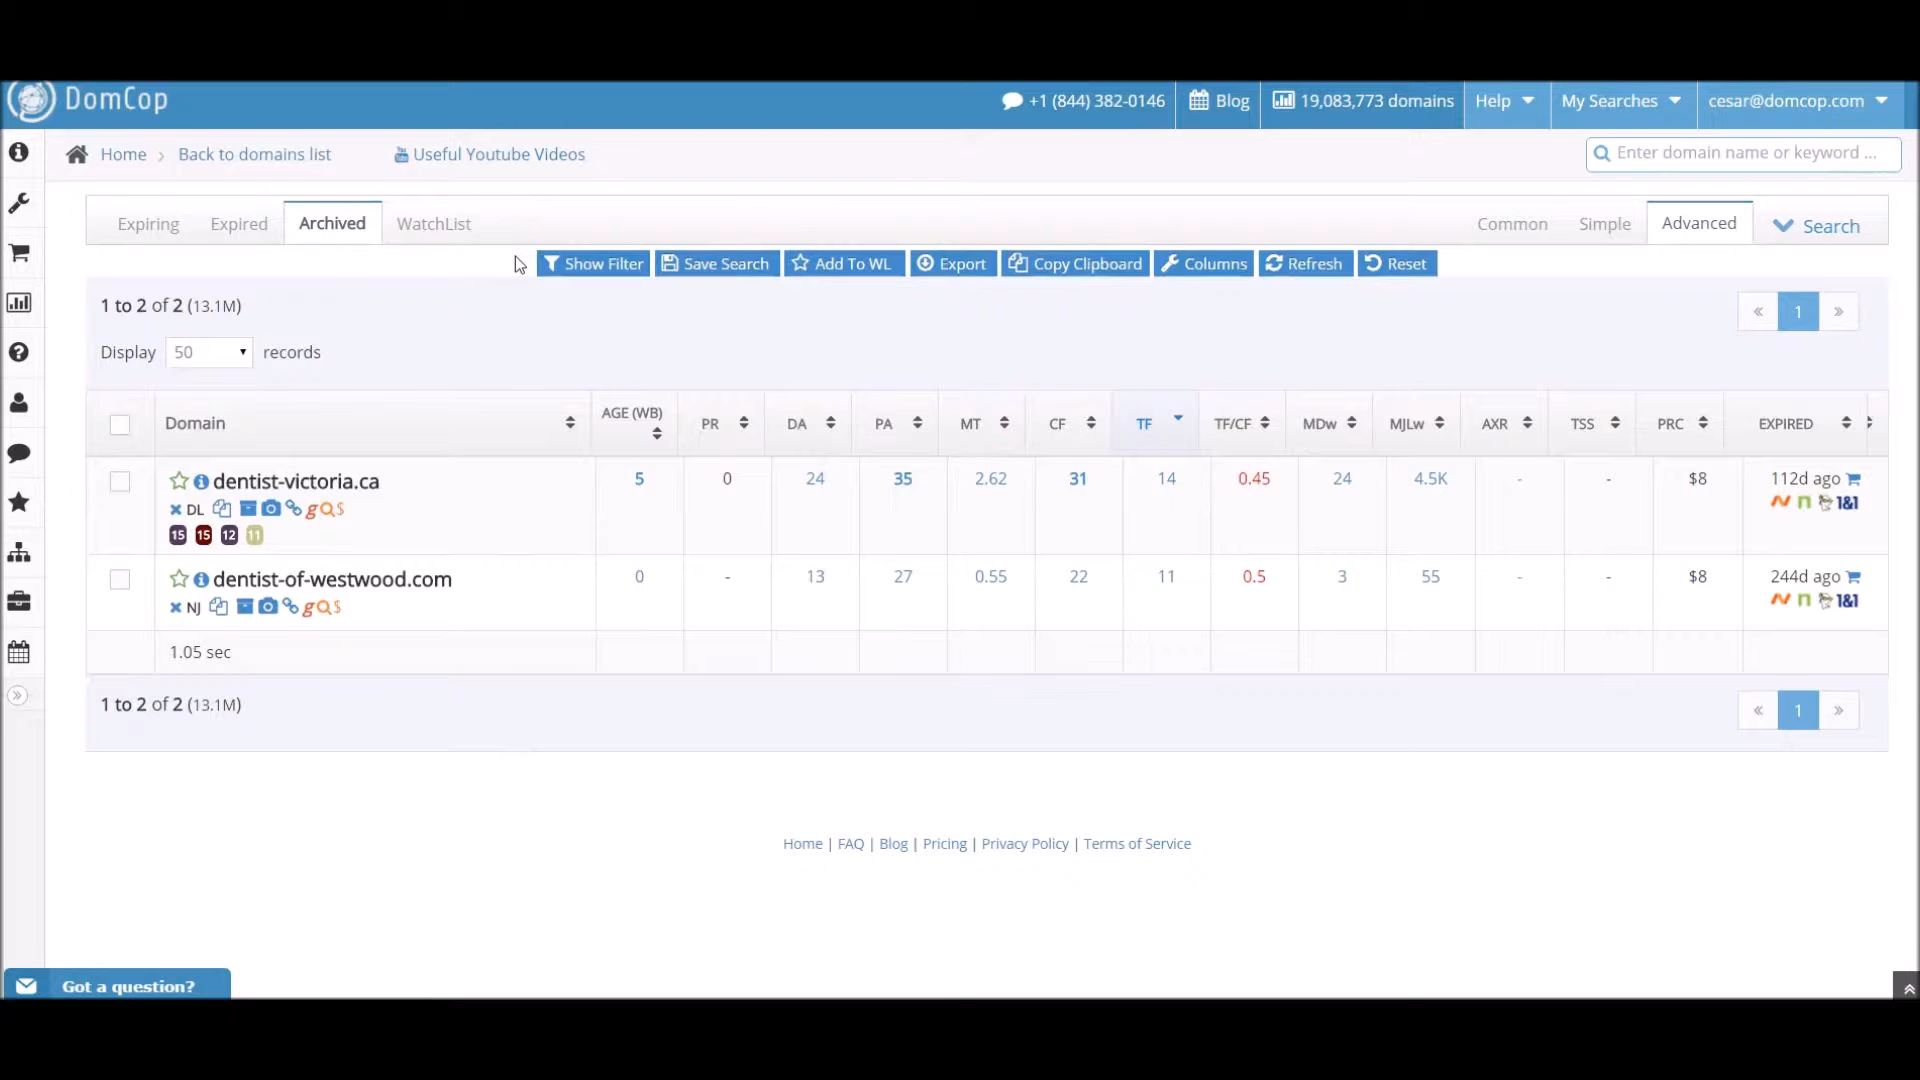 DomCop
+1 (844) 382-0146
Blog
19,083,773 domains
Help
My Searches
cesar@domcop.com
Home
Back to domains list
Useful Youtube Videos
Enter domain name or keyword ...
Expiring
Expired
Archived
WatchList
Common
Simple
Advanced
Search
Show Filter
Save Search
Add To WL
Export
Copy Clipboard
Columns
Refresh
Reset
1 to 2 of 2 (13.1M)
« 1 »
Display 50 records
Domain AGE (WB) PR DA PA MT CF TF TF/CF MDw MJLw AXR TSS PRC EXPIRED
dentist-victoria.ca 5 0 24 35 2.62 31 14 0.45 24 4.5K - - $8 112d ago
DL g $ 1&1
15 15 12 11
dentist-of-westwood.com 0 - 13 27 0.55 22 11 0.5 3 55 - - $8 244d ago
NJ g $ 1&1
1.05 sec
1 to 2 of 2 (13.1M)
« 1 »
Home | FAQ | Blog | Pricing | Privacy Policy | Terms of Service
Got a question?